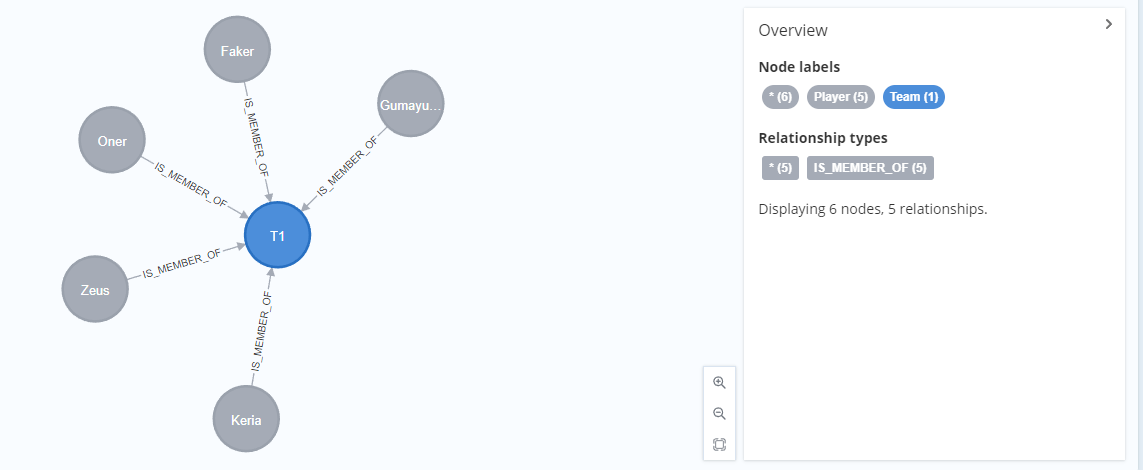 Faker
Gumayu...
Oner
T1
Zeus
Keria
IS_MEMBER_OF
IS_MEMBER_OF
IS_MEMBER_OF
IS_MEMBER_OF
IS_MEMBER_OF
Overview
Node labels
* (6) Player (5) Team (1)
Relationship types
* (5) IS_MEMBER_OF (5)
Displaying 6 nodes, 5 relationships.